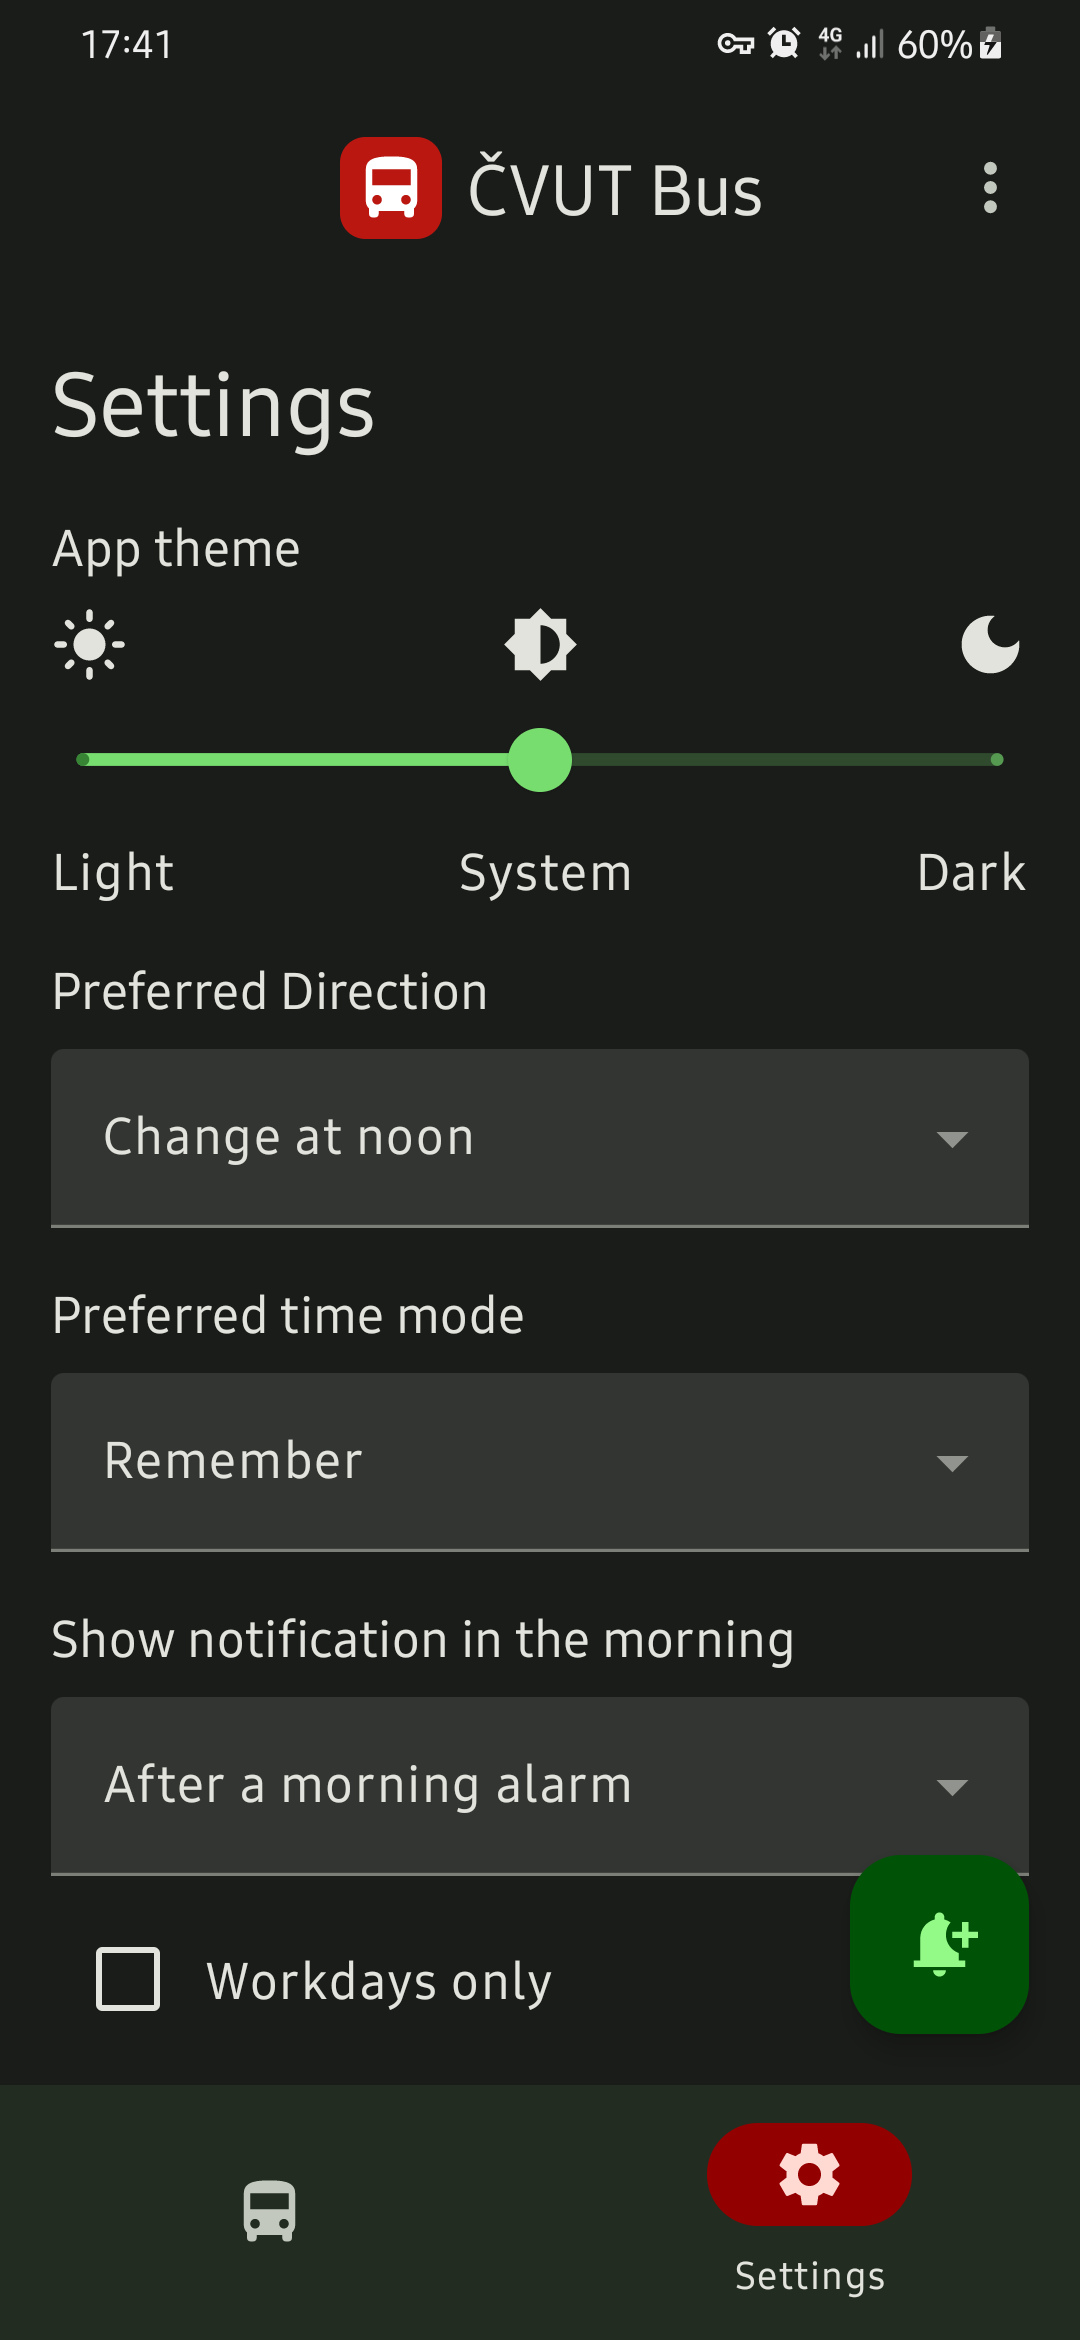 17:41
4G 60%
ČVUT Bus
Settings
App theme
Light System Dark
Preferred Direction
Change at noon
Preferred time mode
Remember
Show notification in the morning
After a morning alarm
Workdays only
Settings